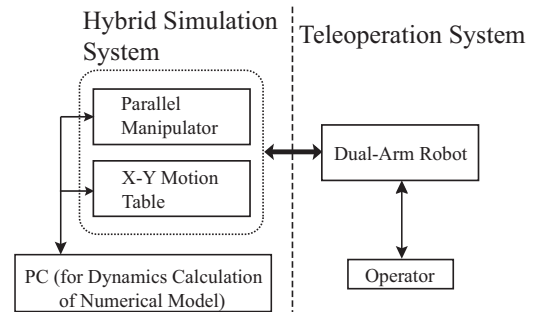 Hybrid Simulation
System
Teleoperation System
Parallel
Manipulator
X-Y Motion
Table
Dual-Arm Robot
PC (for Dynamics Calculation
of Numerical Model)
Operator